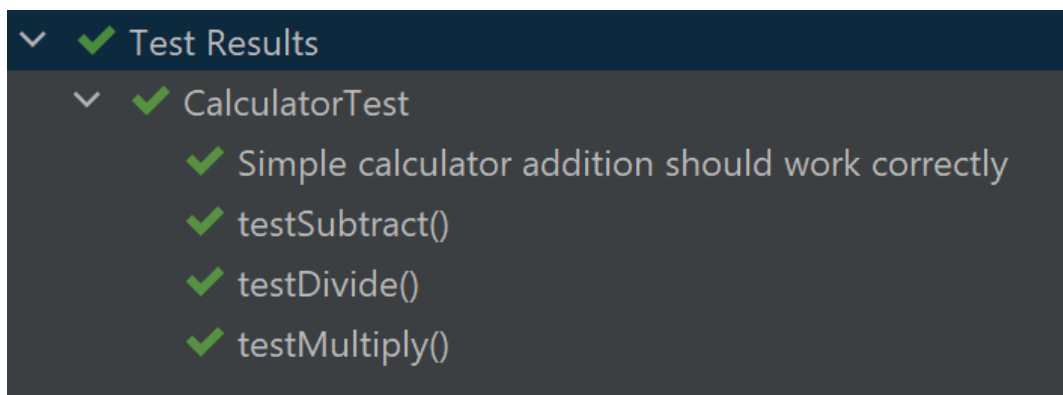 Test Results
CalculatorTest
Simple calculator addition should work correctly
testSubtract()
testDivide()
testMultiply()